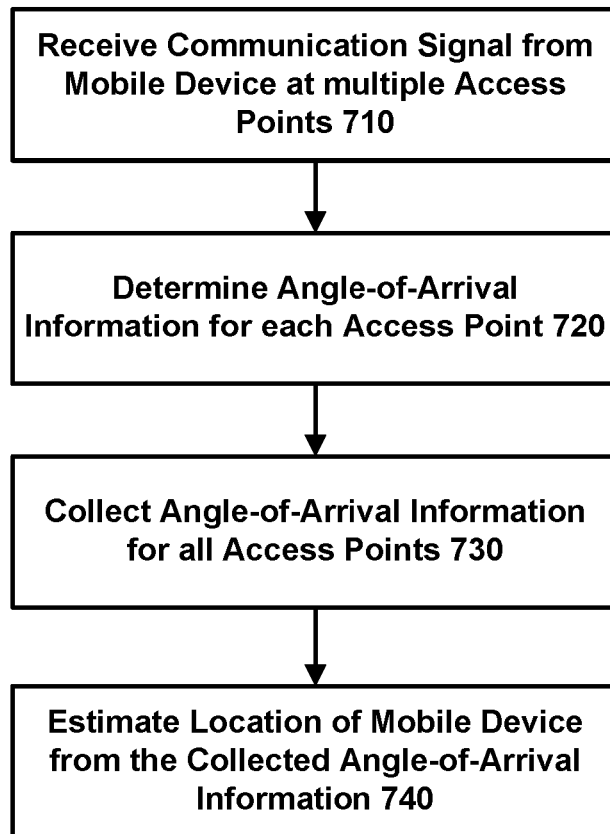 Receive Communication Signal from
Mobile Device at multiple Access
Points 710
Determine Angle-of-Arrival
Information for each Access Point 720
Collect Angle-of-Arrival Information
for all Access Points 730
Estimate Location of Mobile Device
from the Collected Angle-of-Arrival
Information 740